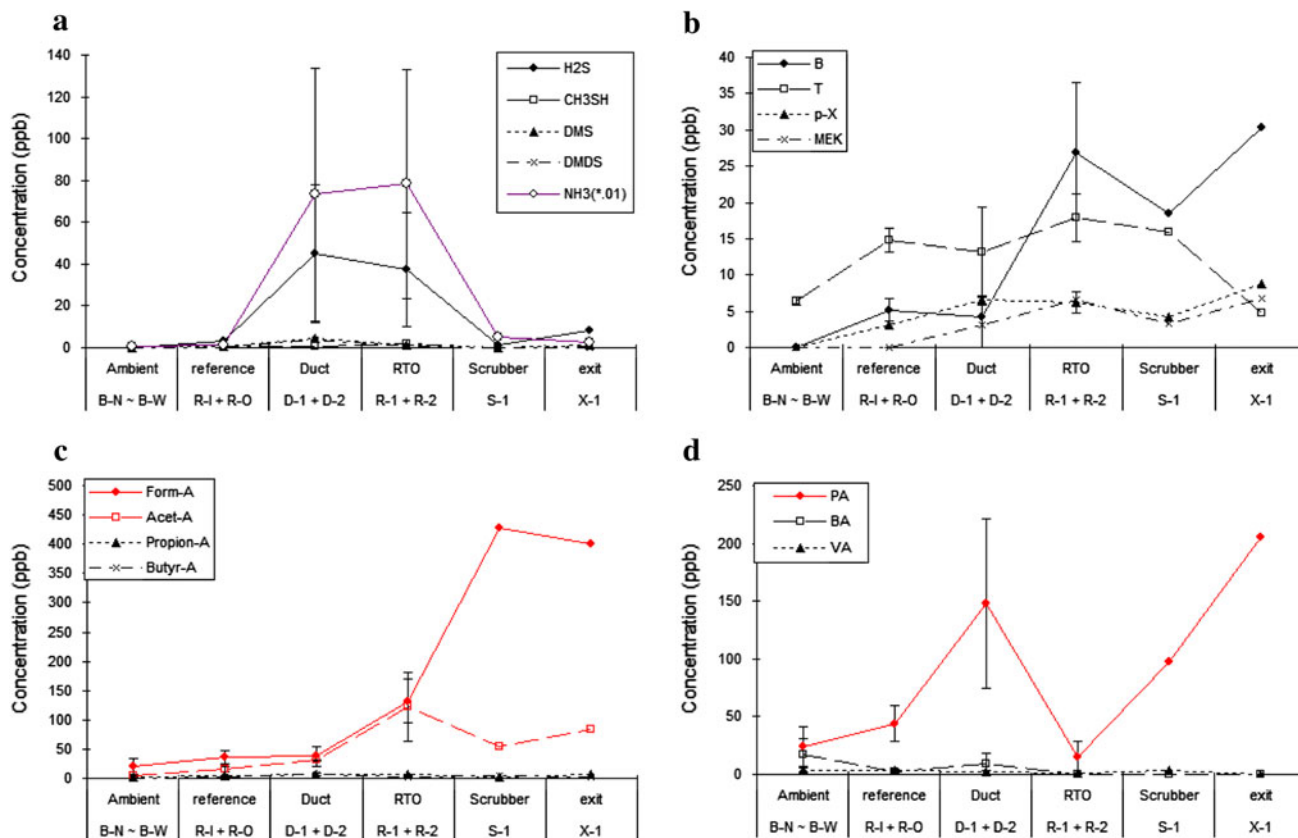 a
140
120
100
80
60
40
20
0
Concentration (ppb)
H2S
CH3SH
DMS
DMDS
NH3(*.01)
Ambient reference Duct RTO Scrubber exit
B-N ~ B-W R-I + R-O D-1 + D-2 R-1 + R-2 S-1 X-1
b
40
35
30
25
20
15
10
5
0
Concentration (ppb)
B
T
p-X
MEK
Ambient reference Duct RTO Scrubber exit
B-N ~ B-W R-I + R-O D-1 + D-2 R-1 + R-2 S-1 X-1
c
500
450
400
350
300
250
200
150
100
50
0
Concentration (ppb)
Form-A
Acet-A
Propion-A
Butyr-A
Ambient reference Duct RTO Scrubber exit
B-N ~ B-W R-I + R-O D-1 + D-2 R-1 + R-2 S-1 X-1
d
250
200
150
100
50
0
Concentration (ppb)
PA
BA
VA
Ambient reference Duct RTO Scrubber exit
B-N ~ B-W R-I + R-O D-1 + D-2 R-1 + R-2 S-1 X-1